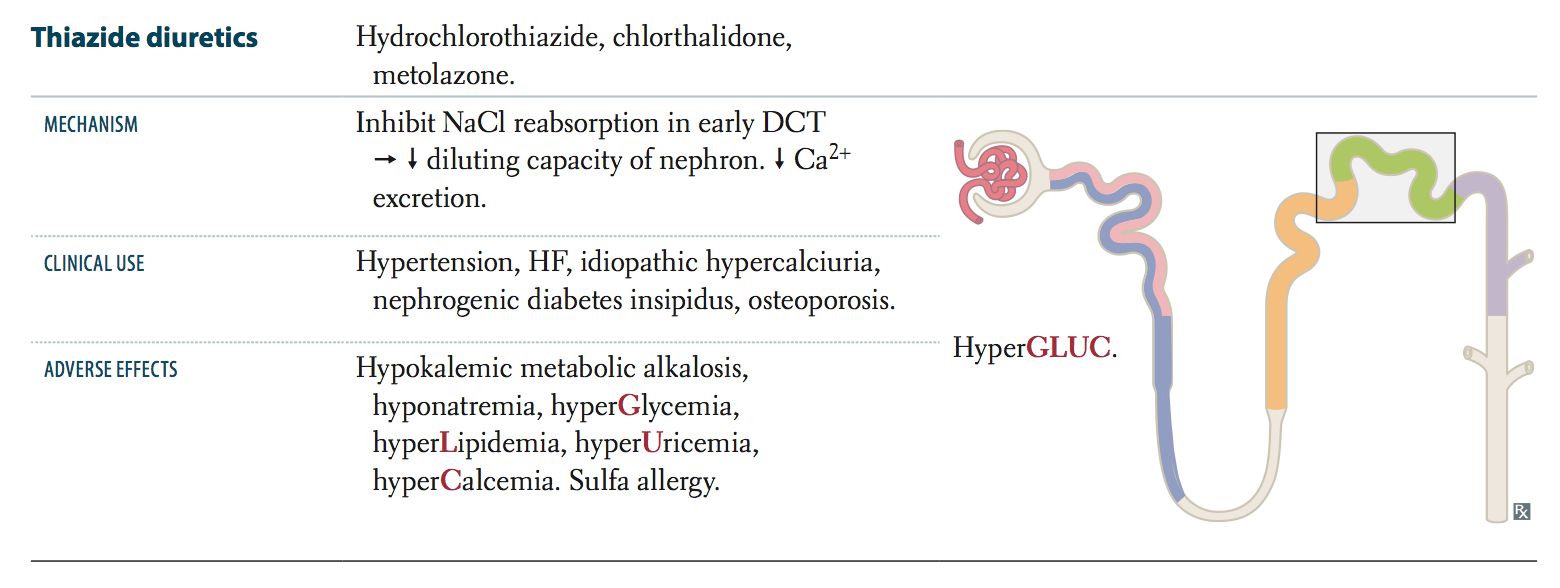 Thiazide diuretics
Hydrochlorothiazide, chlorthalidone,
metolazone.
MECHANISM
Inhibit NaCl reabsorption in early DCT
→ ↓ diluting capacity of nephron. ↓ Ca²⁺
excretion.
CLINICAL USE
Hypertension, HF, idiopathic hypercalciuria,
nephrogenic diabetes insipidus, osteoporosis.
ADVERSE EFFECTS
Hypokalemic metabolic alkalosis,
hyponatremia, hyperGlycemia,
hyperLipidemia, hyperUricemia,
hyperCalcemia. Sulfa allergy.
HyperGLUC.
Rx